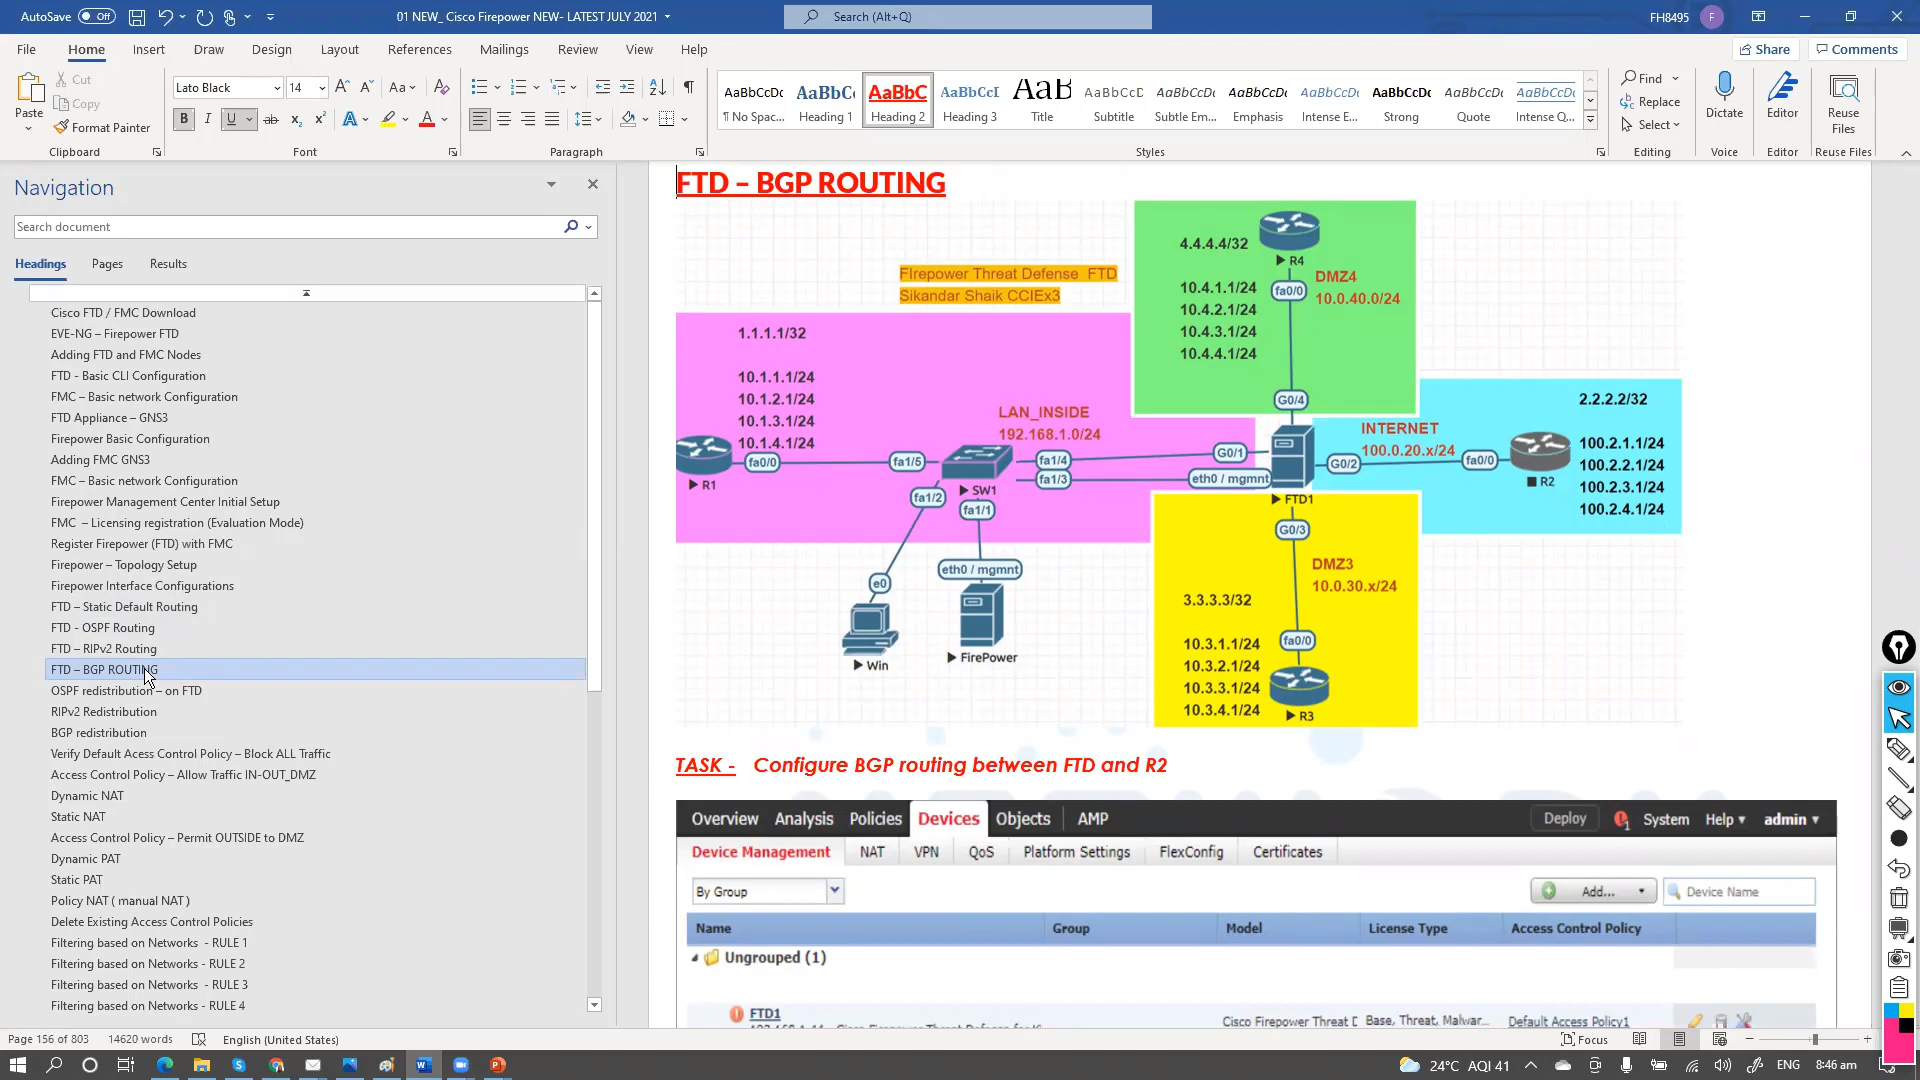 AutoSave Off
01 NEW_ Cisco Firepower NEW- LATEST JULY 2021
Search (Alt+Q)
FH8495 F
File Home Insert Draw Design Layout References Mailings Review View Help
Share Comments
Paste
Cut
Copy
Format Painter
Clipboard
Lato Black 14
Font
Paragraph
AaBbCcDc AaBbC AaBbC AaBbCcI AaB AaBbCcD AaBbCcDc AaBbCcDc AaBbCcDc AaBbCcDc AaBbCcDc AaBbCcDc
¶ No Spac... Heading 1 Heading 2 Heading 3 Title Subtitle Subtle Em... Emphasis Intense E... Strong Quote Intense Q...
Styles
Find
Replace
Select
Editing
Dictate
Voice
Editor
Editor
Reuse
Files
Reuse Files
Navigation
Search document
Headings Pages Results
Cisco FTD / FMC Download
EVE-NG – Firepower FTD
Adding FTD and FMC Nodes
FTD - Basic CLI Configuration
FMC – Basic network Configuration
FTD Appliance – GNS3
Firepower Basic Configuration
Adding FMC GNS3
FMC – Basic network Configuration
Firepower Management Center Initial Setup
FMC – Licensing registration (Evaluation Mode)
Register Firepower (FTD) with FMC
Firepower – Topology Setup
Firepower Interface Configurations
FTD – Static Default Routing
FTD - OSPF Routing
FTD – RIPv2 Routing
FTD – BGP ROUTING
OSPF redistribution – on FTD
RIPv2 Redistribution
BGP redistribution
Verify Default Acess Control Policy – Block ALL Traffic
Access Control Policy – Allow Traffic IN-OUT_DMZ
Dynamic NAT
Static NAT
Access Control Policy – Permit OUTSIDE to DMZ
Dynamic PAT
Static PAT
Policy NAT ( manual NAT )
Delete Existing Access Control Policies
Filtering based on Networks - RULE 1
Filtering based on Networks - RULE 2
Filtering based on Networks - RULE 3
Filtering based on Networks - RULE 4
FTD – BGP ROUTING
FIrepower Threat Defense FTD
Sikandar Shaik CCIEx3
4.4.4.4/32
R4
10.4.1.1/24
10.4.2.1/24
10.4.3.1/24
10.4.4.1/24
fa0/0
DMZ4
10.0.40.0/24
G0/4
1.1.1.1/32
10.1.1.1/24
10.1.2.1/24
10.1.3.1/24
10.1.4.1/24
R1
fa0/0
fa1/5
LAN_INSIDE
192.168.1.0/24
SW1
fa1/4
fa1/3
fa1/2
fa1/1
G0/1
eth0 / mgmnt
FTD1
INTERNET
100.0.20.x/24
G0/2
fa0/0
R2
2.2.2.2/32
100.2.1.1/24
100.2.2.1/24
100.2.3.1/24
100.2.4.1/24
e0
Win
eth0 / mgmnt
FirePower
G0/3
DMZ3
10.0.30.x/24
3.3.3.3/32
10.3.1.1/24
10.3.2.1/24
10.3.3.1/24
10.3.4.1/24
fa0/0
R3
TASK - Configure BGP routing between FTD and R2
Overview Analysis Policies Devices Objects AMP
Deploy 1 System Help admin
Device Management NAT VPN QoS Platform Settings FlexConfig Certificates
By Group
Add... Device Name
Name Group Model License Type Access Control Policy
Ungrouped (1)
FTD1
Cisco Firepower Threat D Base, Threat, Malwar... Default Access Policy1
Page 156 of 803 14620 words English (United States)
Focus
24°C AQI 41
ENG 8:46 am